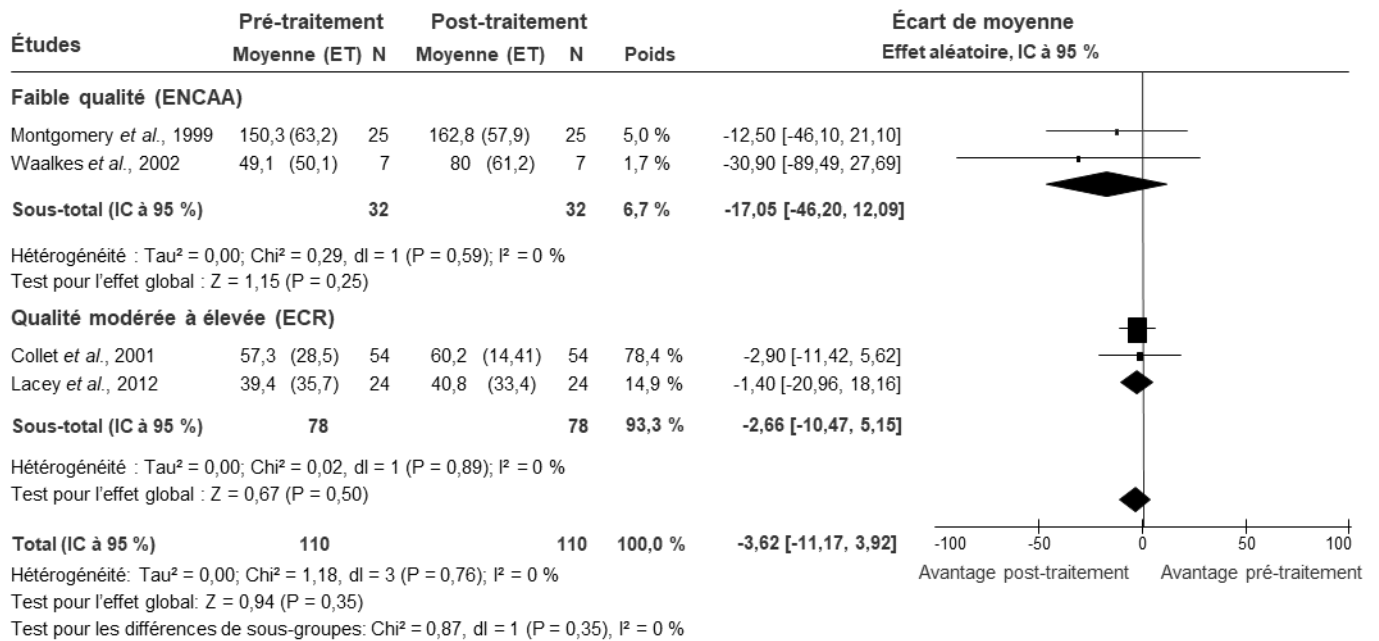 Pré-traitement Post-traitement Écart de moyenne
Études Moyenne (ET) N Moyenne (ET) N Poids Effet aléatoire, IC à 95 %
Faible qualité (ENCAA)
Montgomery et al., 1999 150,3 (63,2) 25 162,8 (57,9) 25 5,0 % -12,50 [-46,10, 21,10]
Waalkes et al., 2002 49,1 (50,1) 7 80 (61,2) 7 1,7 % -30,90 [-89,49, 27,69]
Sous-total (IC à 95 %) 32 32 6,7 % -17,05 [-46,20, 12,09]
Hétérogénéité : Tau² = 0,00; Chi² = 0,29, dl = 1 (P = 0,59); I² = 0 %
Test pour l'effet global : Z = 1,15 (P = 0,25)
Qualité modérée à élevée (ECR)
Collet et al., 2001 57,3 (28,5) 54 60,2 (14,41) 54 78,4 % -2,90 [-11,42, 5,62]
Lacey et al., 2012 39,4 (35,7) 24 40,8 (33,4) 24 14,9 % -1,40 [-20,96, 18,16]
Sous-total (IC à 95 %) 78 78 93,3 % -2,66 [-10,47, 5,15]
Hétérogénéité : Tau² = 0,00; Chi² = 0,02, dl = 1 (P = 0,89); I² = 0 %
Test pour l'effet global : Z = 0,67 (P = 0,50)
Total (IC à 95 %) 110 110 100,0 % -3,62 [-11,17, 3,92] -100 -50 0 50 100
Hétérogénéité: Tau² = 0,00; Chi² = 1,18, dl = 3 (P = 0,76); I² = 0 % Avantage post-traitement Avantage pré-traitement
Test pour l'effet global: Z = 0,94 (P = 0,35)
Test pour les différences de sous-groupes: Chi² = 0,87, dl = 1 (P = 0,35), I² = 0 %